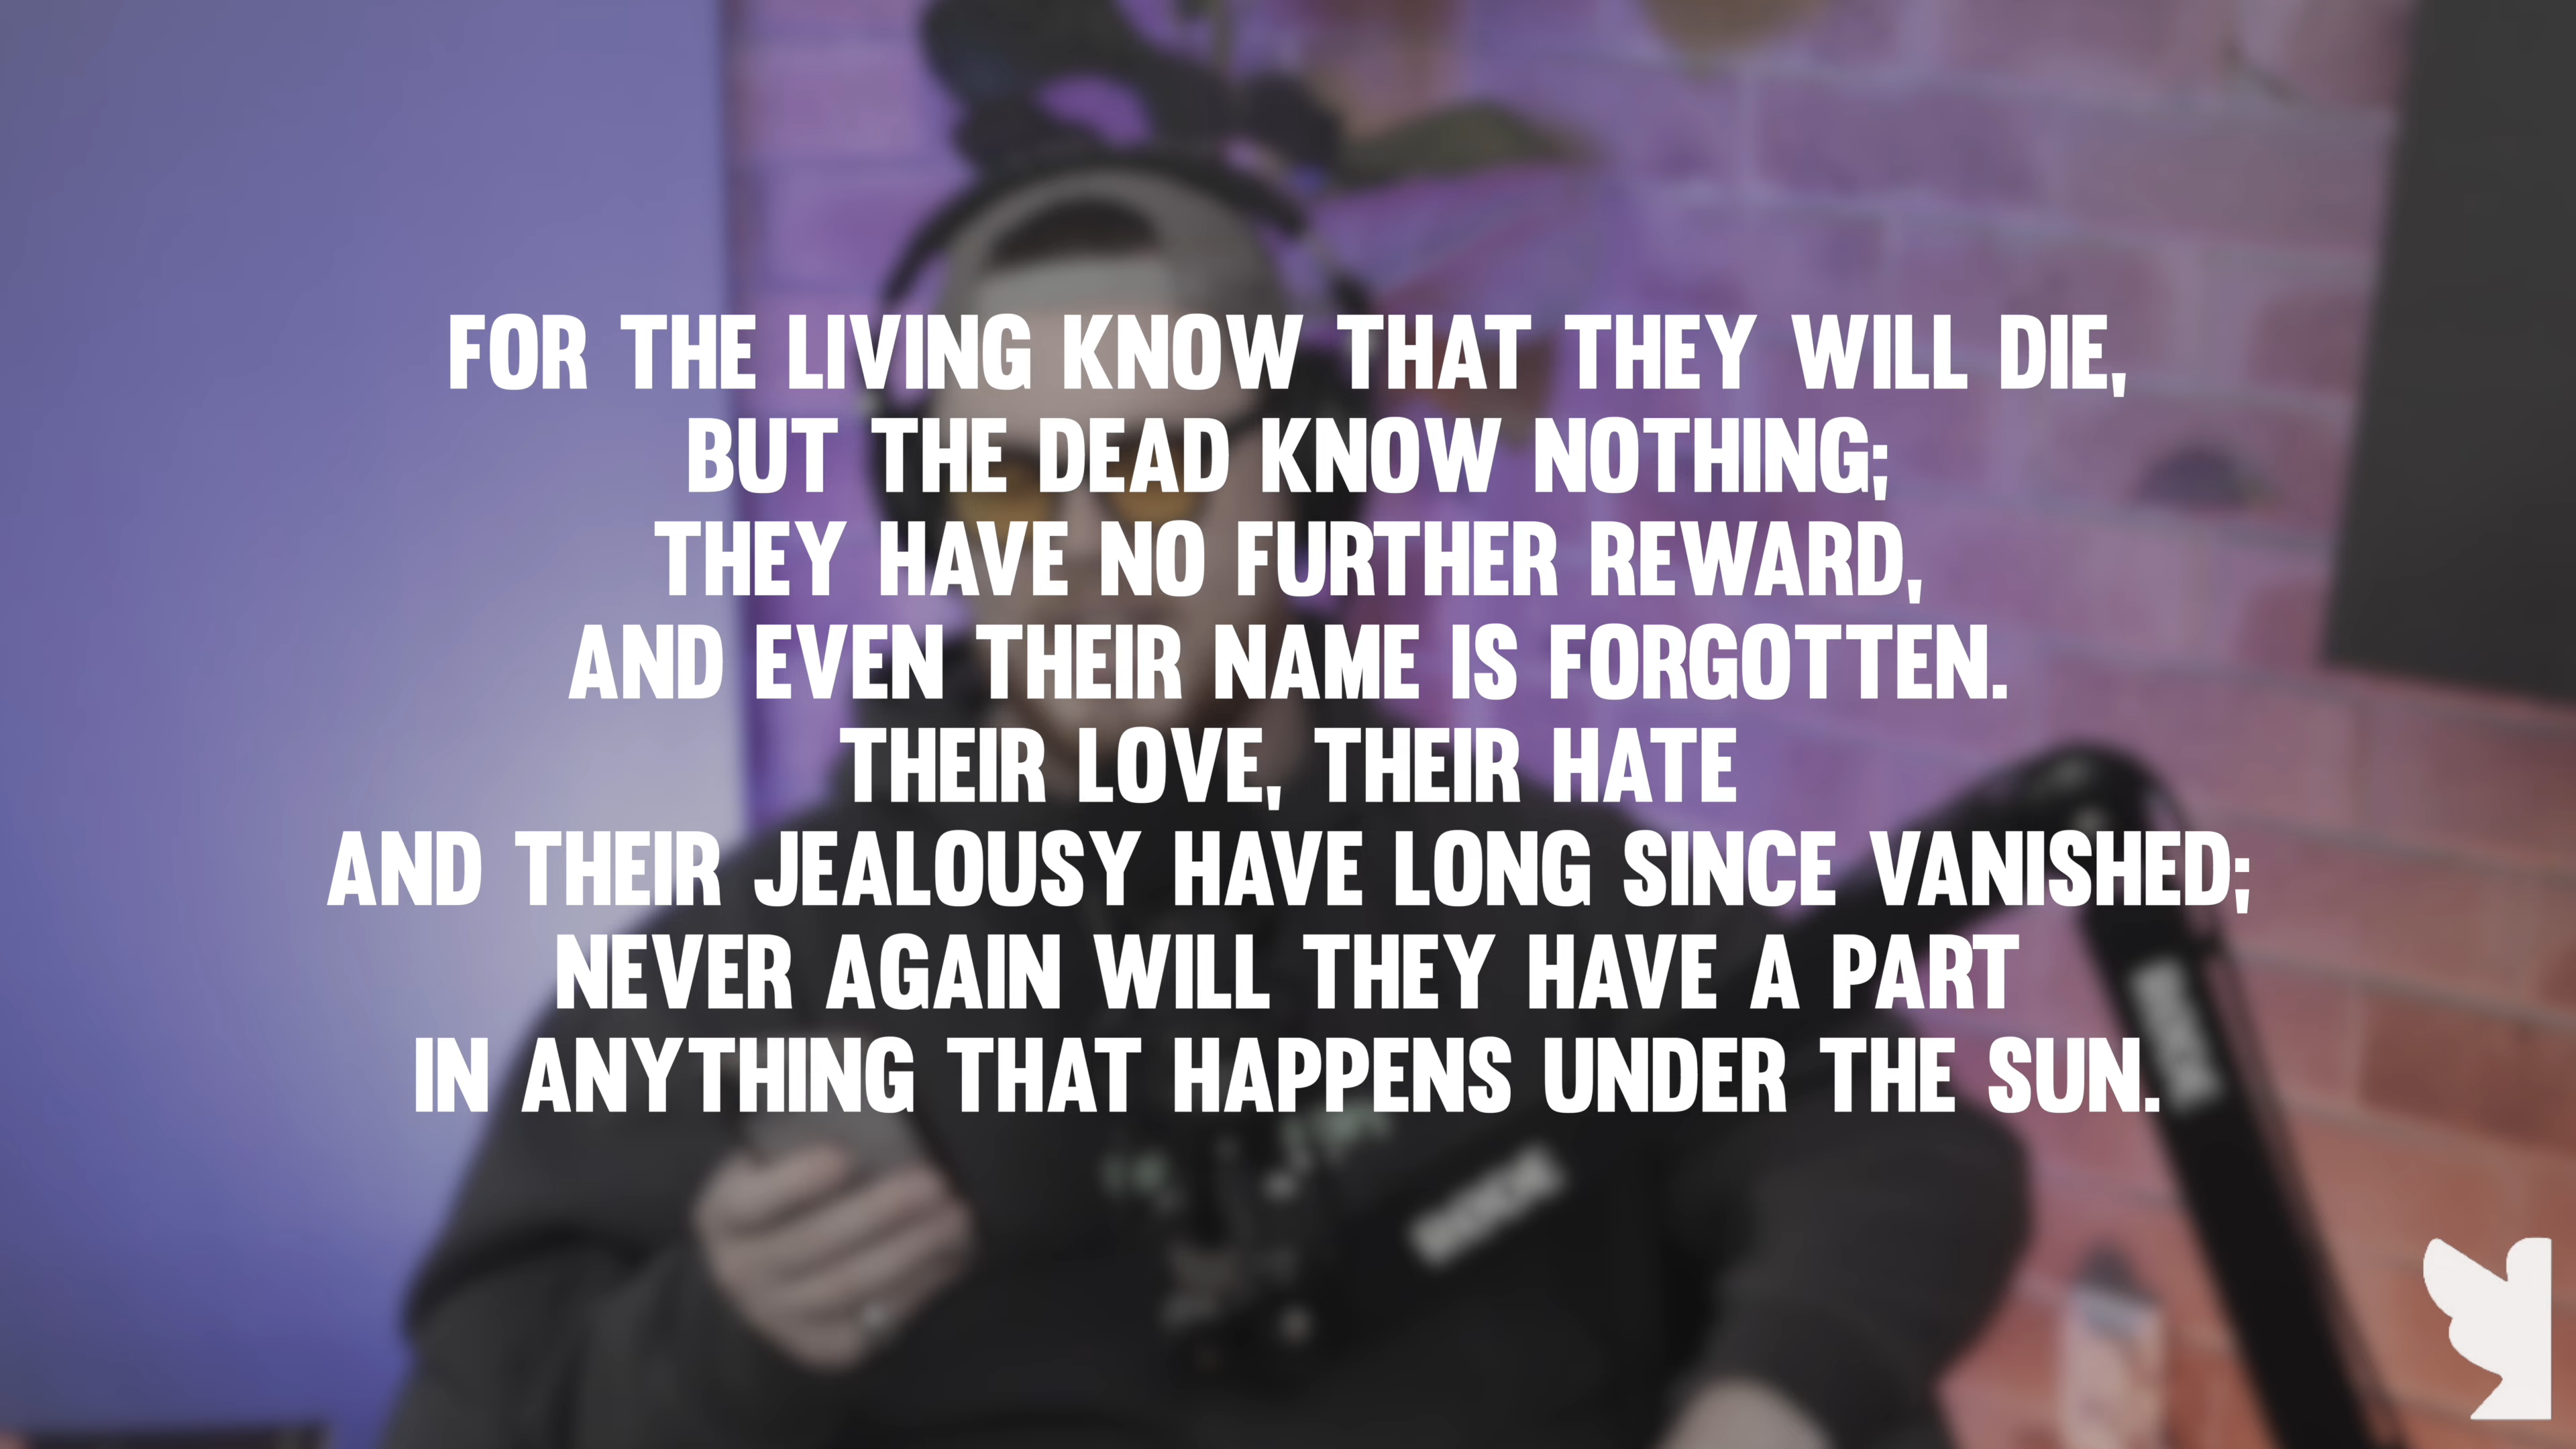 FOR THE LIVING KNOW THAT THEY WILL DIE,
BUT THE DEAD KNOW NOTHING;
THEY HAVE NO FURTHER REWARD,
AND EVEN THEIR NAME IS FORGOTTEN.
THEIR LOVE, THEIR HATE
AND THEIR JEALOUSY HAVE LONG SINCE VANISHED;
NEVER AGAIN WILL THEY HAVE A PART
IN ANYTHING THAT HAPPENS UNDER THE SUN.